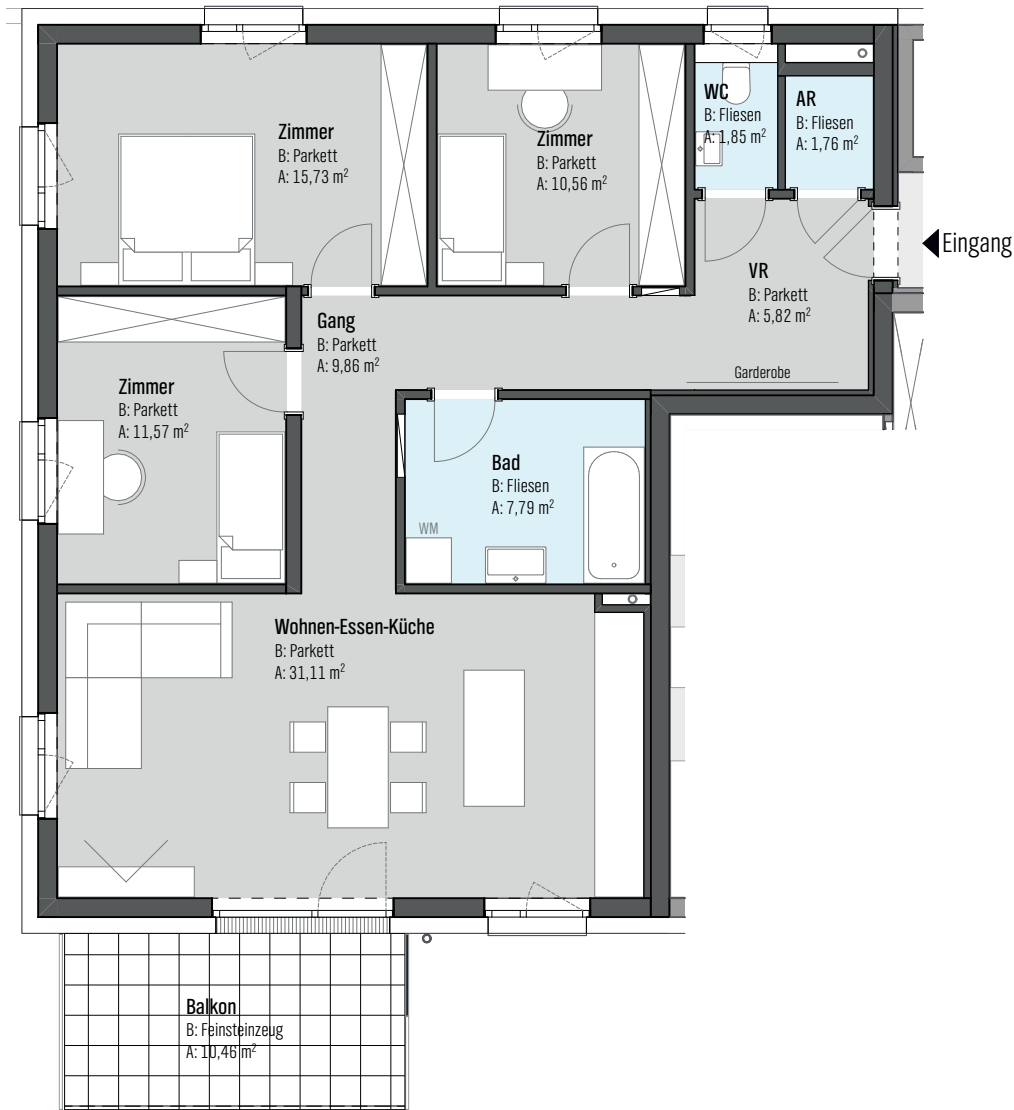 Zimmer
B: Parkett
A: 15,73 m²
Zimmer
B: Parkett
A: 10,56 m²
WC
B: Fliesen
A: 1,85 m²
AR
B: Fliesen
A: 1,76 m²
Eingang
VR
B: Parkett
A: 5,82 m²
Garderobe
Gang
B: Parkett
A: 9,86 m²
Zimmer
B: Parkett
A: 11,57 m²
Bad
B: Fliesen
A: 7,79 m²
WM
Wohnen-Essen-Küche
B: Parkett
A: 31,11 m²
Balkon
B: Feinsteinzeug
A: 10,46 m²